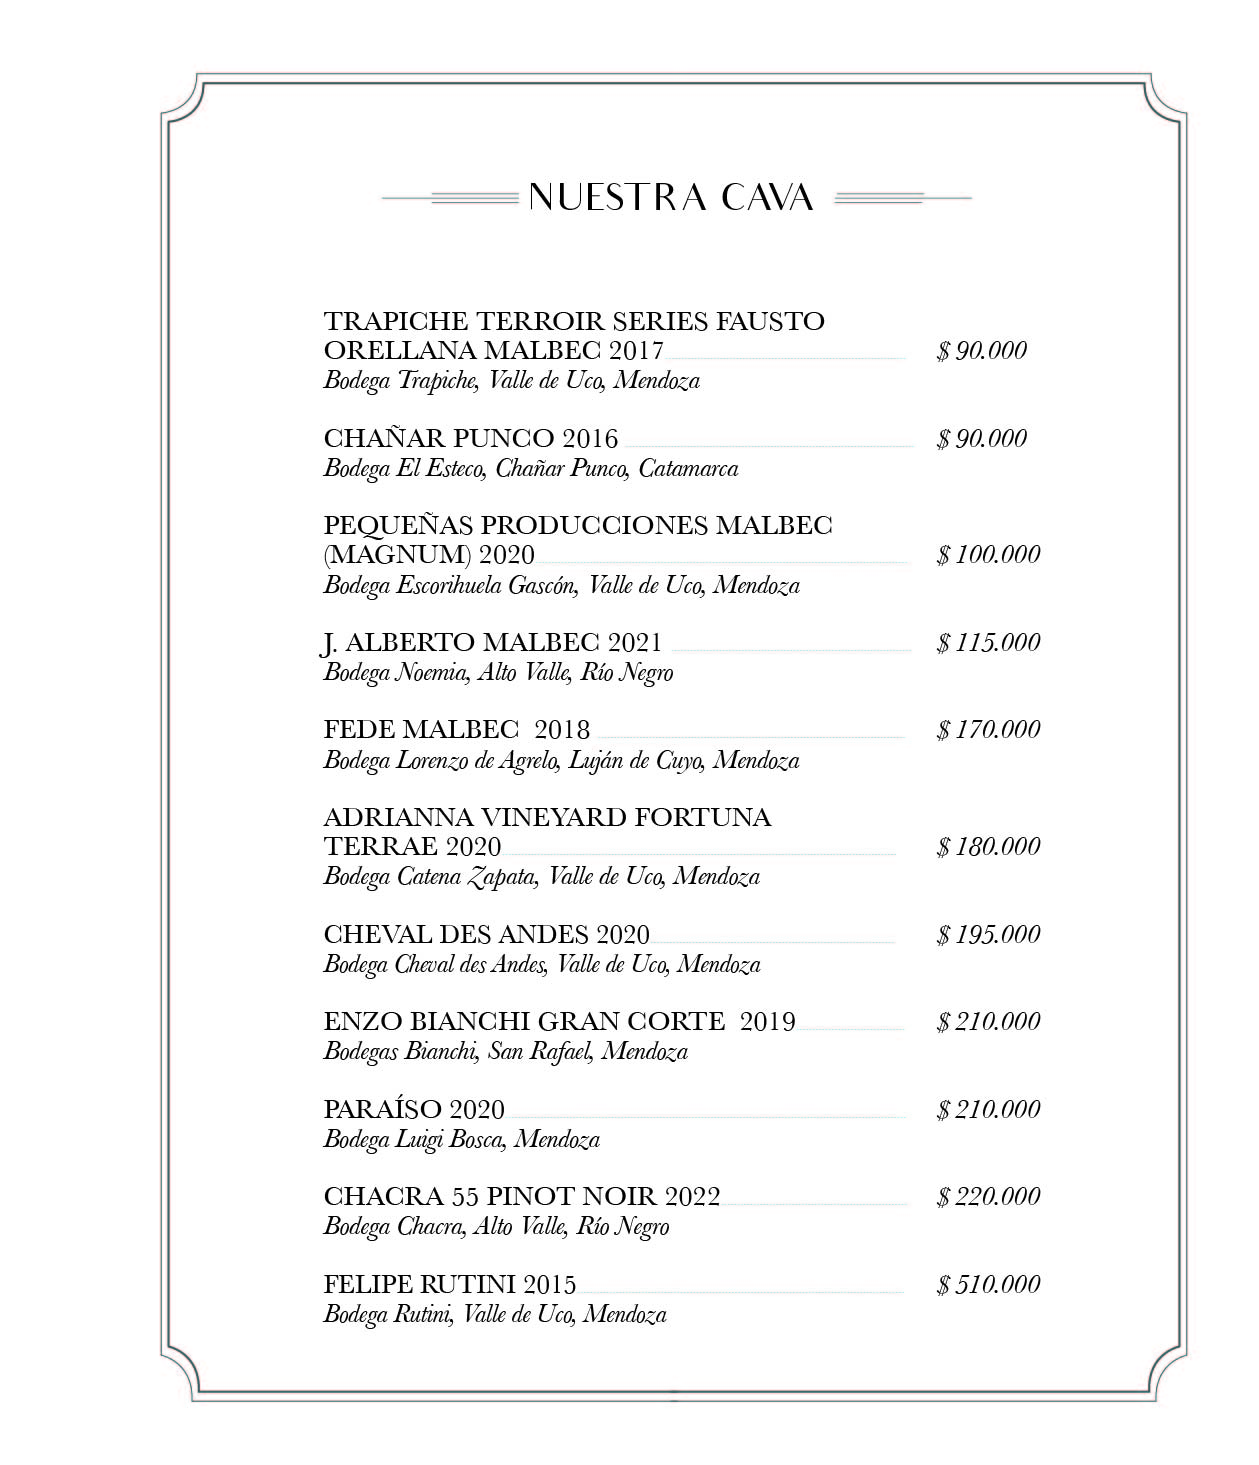 NUESTRA CAVA
TRAPICHE TERROIR SERIES FAUSTO
ORELLANA MALBEC 2017 $ 90.000
Bodega Trapiche, Valle de Uco, Mendoza
CHAÑAR PUNCO 2016 $ 90.000
Bodega El Esteco, Chañar Punco, Catamarca
PEQUEÑAS PRODUCCIONES MALBEC
(MAGNUM) 2020 $ 100.000
Bodega Escorihuela Gascón, Valle de Uco, Mendoza
J. ALBERTO MALBEC 2021 $ 115.000
Bodega Noemia, Alto Valle, Río Negro
FEDE MALBEC 2018 $ 170.000
Bodega Lorenzo de Agrelo, Luján de Cuyo, Mendoza
ADRIANNA VINEYARD FORTUNA
TERRAE 2020 $ 180.000
Bodega Catena Zapata, Valle de Uco, Mendoza
CHEVAL DES ANDES 2020 $ 195.000
Bodega Cheval des Andes, Valle de Uco, Mendoza
ENZO BIANCHI GRAN CORTE 2019 $ 210.000
Bodegas Bianchi, San Rafael, Mendoza
PARAÍSO 2020 $ 210.000
Bodega Luigi Bosca, Mendoza
CHACRA 55 PINOT NOIR 2022 $ 220.000
Bodega Chacra, Alto Valle, Río Negro
FELIPE RUTINI 2015 $ 510.000
Bodega Rutini, Valle de Uco, Mendoza